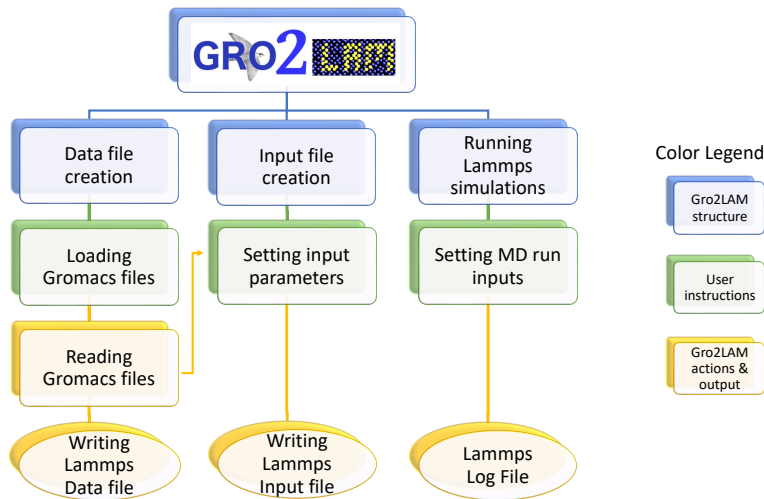 GRO2 LAM
Data file
creation
Input file
creation
Running
Lammps
simulations
Color Legend
Gro2LAM
structure
Loading
Gromacs files
Setting input
parameters
Setting MD run
inputs
User
instructions
Reading
Gromacs files
Gro2LAM
actions &
output
Writing
Lammps
Data file
Writing
Lammps
Input file
Lammps
Log File